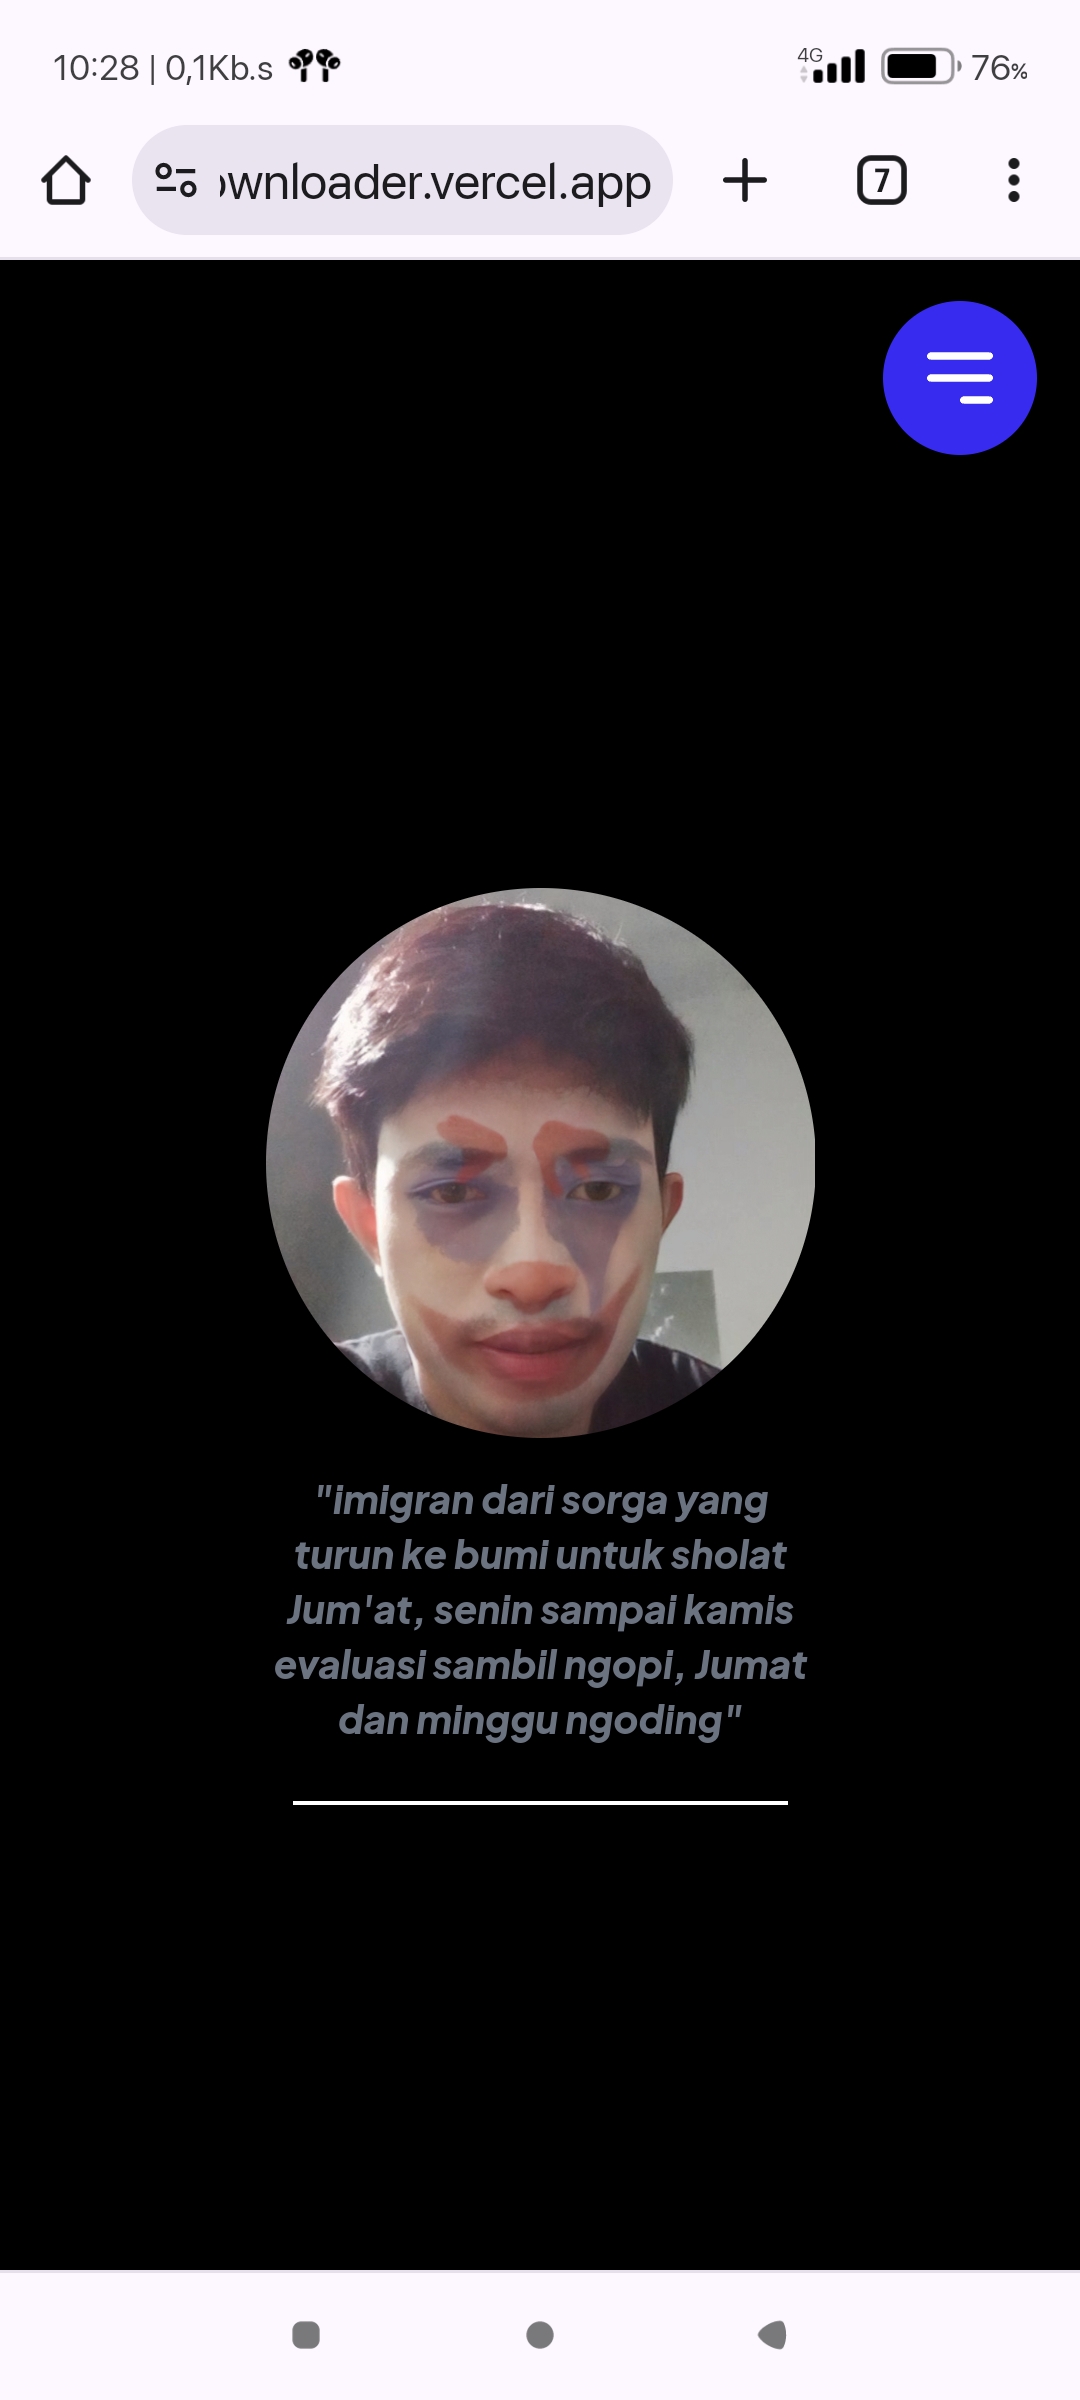 10:28 | 0,1Kb.s
4G
76%
ownloader.vercel.app
7
"imigran dari sorga yang
turun ke bumi untuk sholat
Jum'at, senin sampai kamis
evaluasi sambil ngopi, Jumat
dan minggu ngoding"